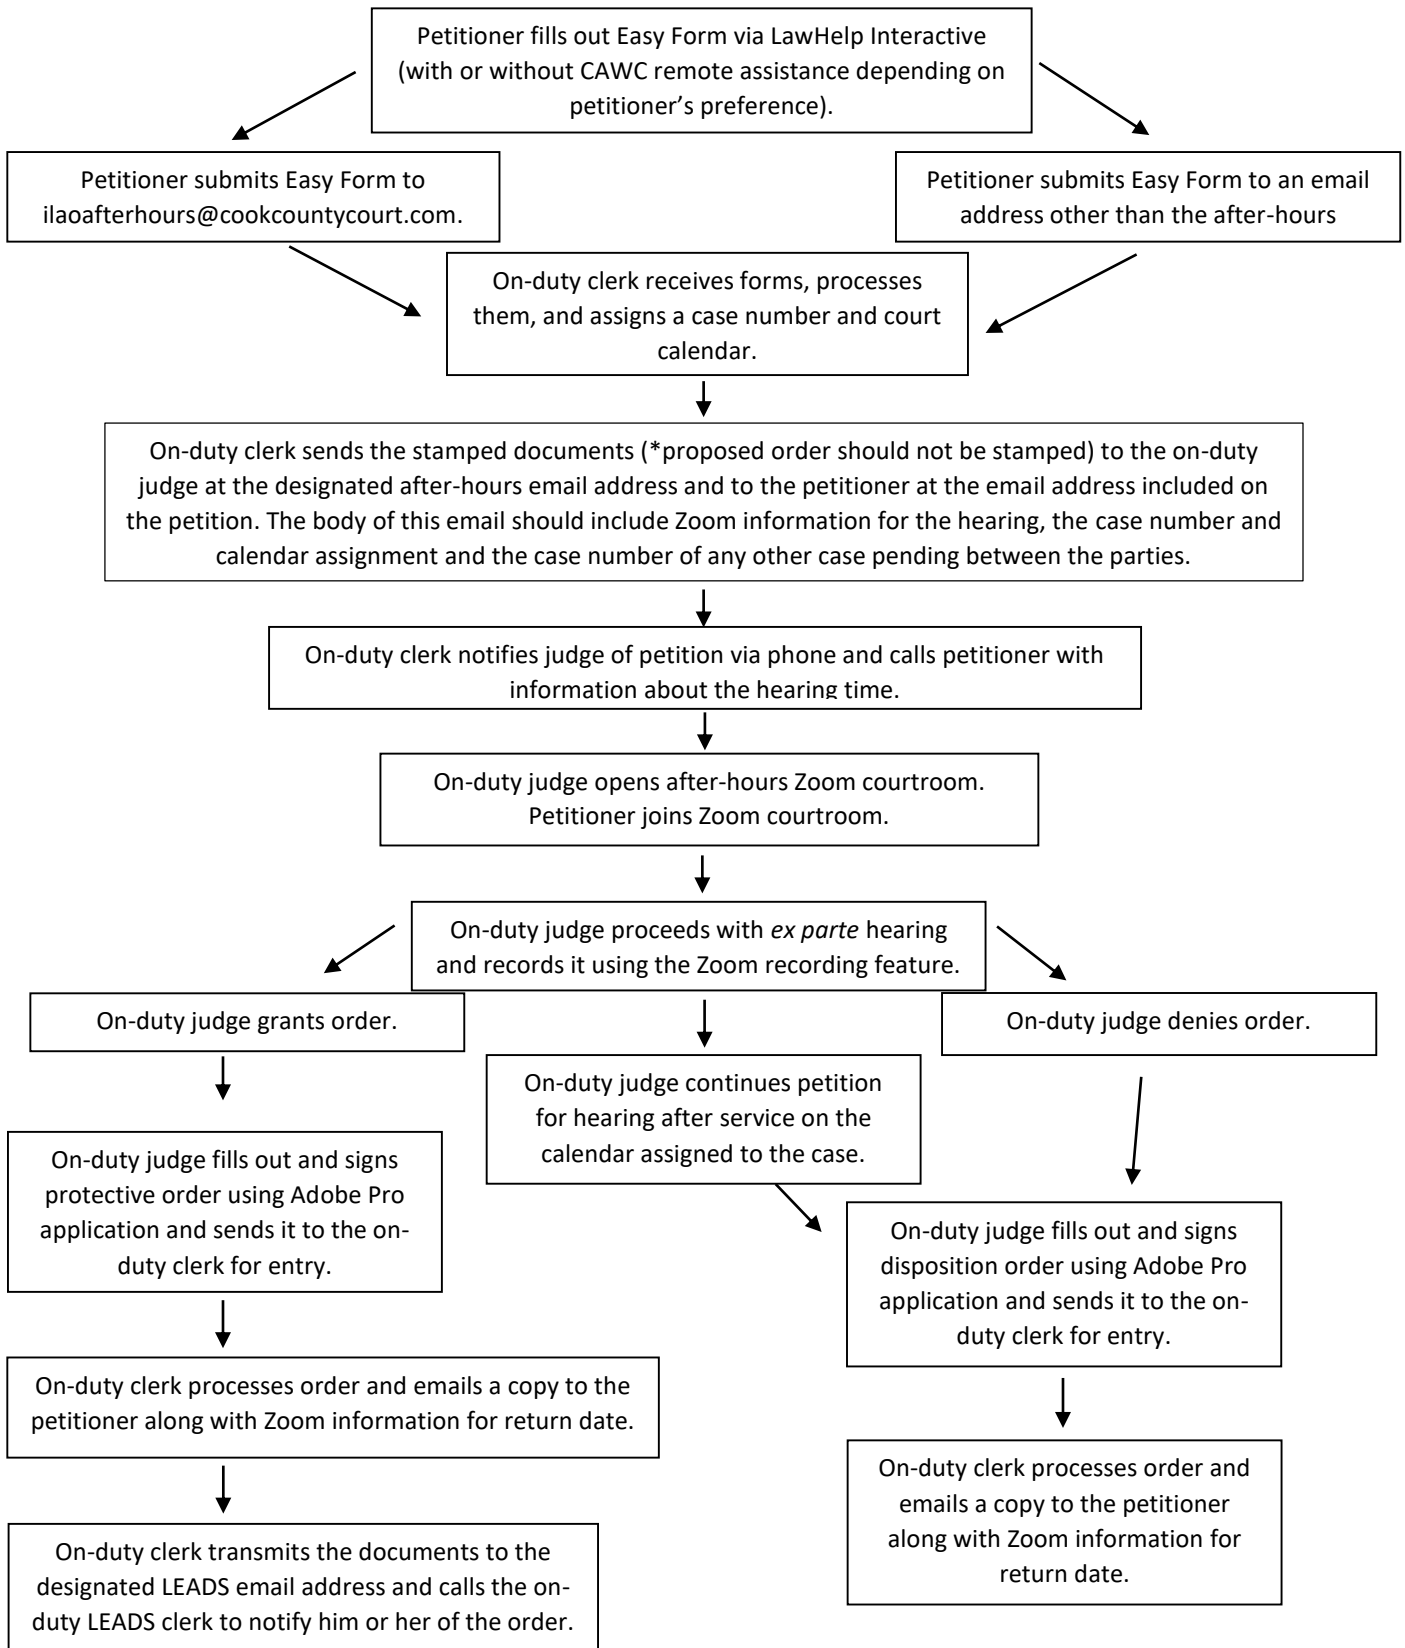 Petitioner fills out Easy Form via LawHelp Interactive
(with or without CAWC remote assistance depending on
petitioner’s preference).
Petitioner submits Easy Form to
ilaoafterhours@cookcountycourt.com.
Petitioner submits Easy Form to an email
address other than the after-hours
On-duty clerk receives forms, processes
them, and assigns a case number and court
calendar.
On-duty clerk sends the stamped documents (*proposed order should not be stamped) to the on-duty
judge at the designated after-hours email address and to the petitioner at the email address included on
the petition. The body of this email should include Zoom information for the hearing, the case number and
calendar assignment and the case number of any other case pending between the parties.
On-duty clerk notifies judge of petition via phone and calls petitioner with
information about the hearing time.
On-duty judge opens after-hours Zoom courtroom.
Petitioner joins Zoom courtroom.
On-duty judge proceeds with ex parte hearing
and records it using the Zoom recording feature.
On-duty judge grants order.
On-duty judge fills out and signs
protective order using Adobe Pro
application and sends it to the on-
duty clerk for entry.
On-duty clerk processes order and emails a copy to the
petitioner along with Zoom information for return date.
On-duty clerk transmits the documents to the
designated LEADS email address and calls the on-
duty LEADS clerk to notify him or her of the order.
On-duty judge continues petition
for hearing after service on the
calendar assigned to the case.
On-duty judge denies order.
On-duty judge fills out and signs
disposition order using Adobe Pro
application and sends it to the on-
duty clerk for entry.
On-duty clerk processes order and
emails a copy to the petitioner
along with Zoom information for
return date.